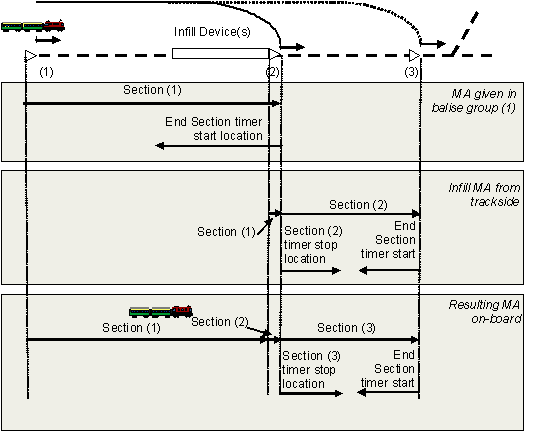 Infill Device(s)
(1)
(2)
(3)
Section (1)
MA given in
balise group (1)
End Section timer
start location
Infill MA from
trackside
Section (2)
Section (1)
Section (2)
timer stop
location
End
Section
timer start
Resulting MA
on-board
Section (1)
Section (2)
Section (3)
Section (3)
timer stop
location
End
Section
timer start